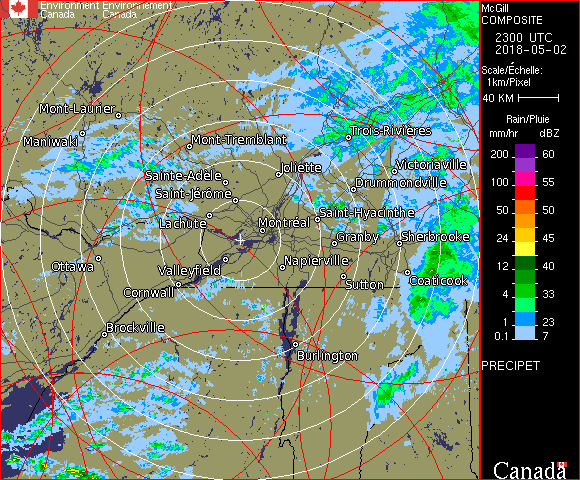 Environment Environnement
Canada Canada
McGill
COMPOSITE
2300 UTC
2018-05-02
Scale/Échelle:
1km/Pixel
40 KM
Rain/Pluie
mm/hr dBZ
200 60
100 55
50 50
24 45
12 40
4 33
1 23
0.1 7
PRECIPET
Canada
Mont-Laurier
Maniwaki
Mont-Tremblant
Trois-Rivières
Sainte-Adèle
Joliette
Victoriaville
Saint-Jérôme
Drummondville
Lachute
Montréal
Saint-Hyacinthe
Granby
Sherbrooke
Ottawa
Valleyfield
Napierville
Cornwall
Sutton
Coaticook
Brockville
Burlington